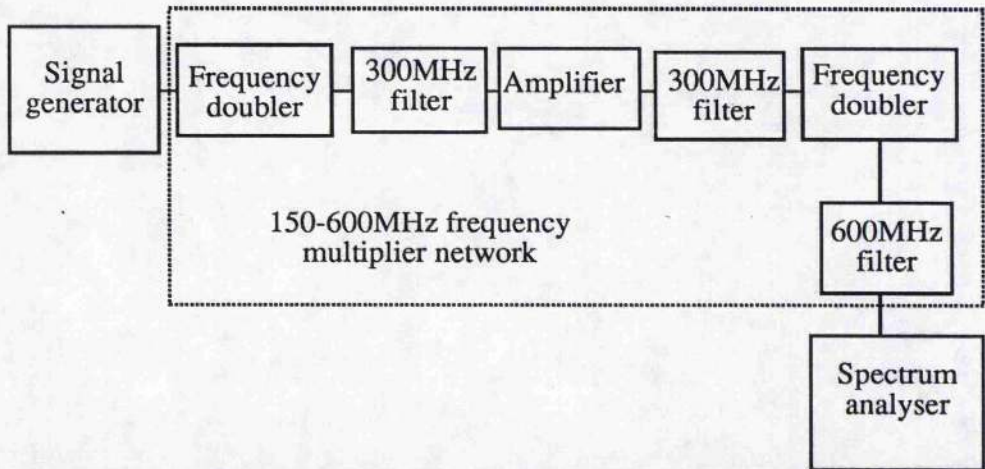 Signal
generator
Frequency
doubler
300MHz
filter
Amplifier
300MHz
filter
Frequency
doubler
150-600MHz frequency
multiplier network
600MHz
filter
Spectrum
analyser